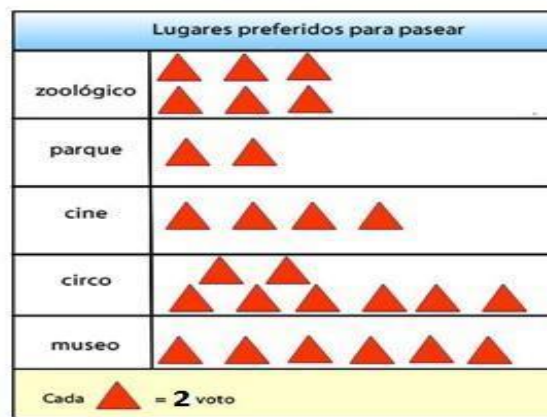 Lugares preferidos para pasear
zoológico
parque
cine
circo
museo
Cada = 2 voto